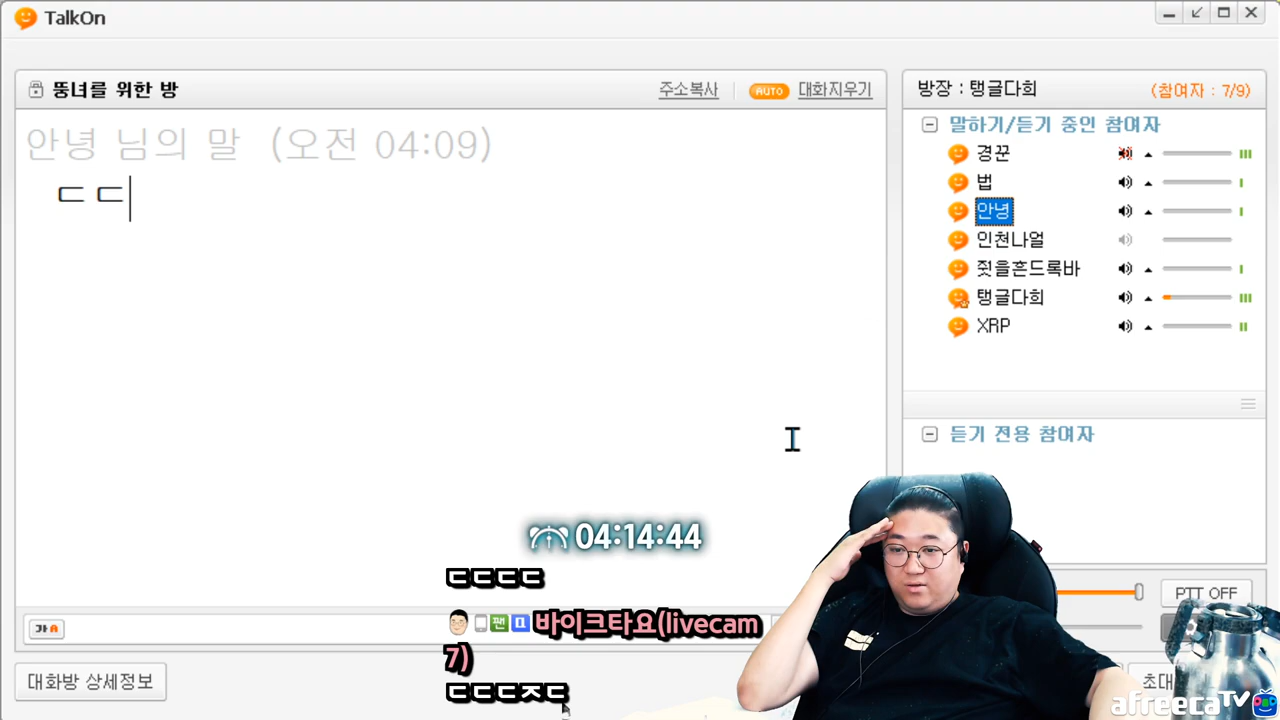 TalkOn
뚱녀를 위한 방
주소복사
AUTO
대화지우기
안녕 님의 말 (오전 04:09)
ㄷㄷ
방장 : 탱글다희
(참여자 : 7/9)
말하기/듣기 중인 참여자
경꾼
법
안녕
인천나얼
젓을흔드록바
탱글다희
XRP
듣기 전용 참여자
04:14:44
ㄷㄷㄷㄷ
팬
바이크타요(livecam
7)
ㄷㄷㄷㅈㄷ
가A
PTT OFF
대화방 상세정보
초대
afreecaTV